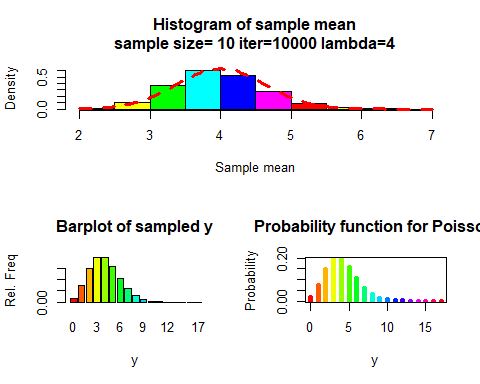 Histogram of sample mean
sample size= 10 iter=10000 lambda=4
Density
0.0 0.5
2 3 4 5 6 7
Sample mean
Barplot of sampled y
Rel. Freq
0.00
0 3 6 9 12 17
y
Probability function for Poisso
Probability
0.00 0.20
0 5 10 15
y